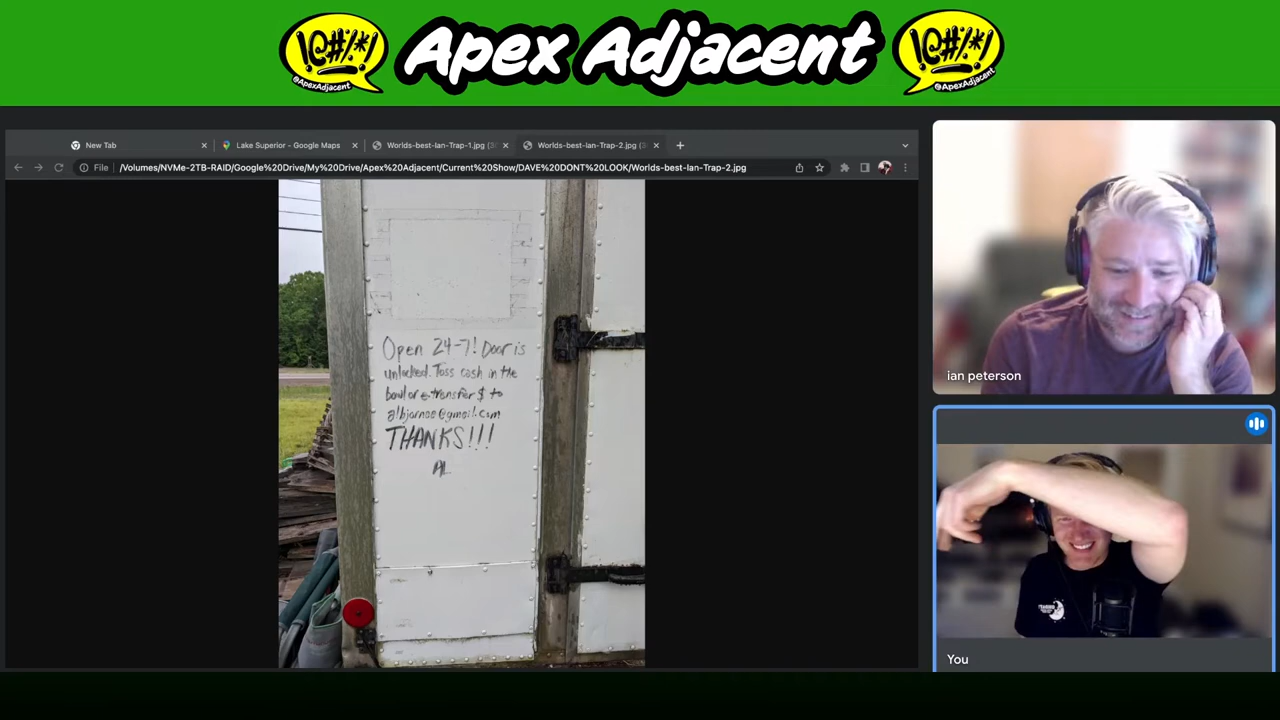 !@#!*!
@ApexAdjacent
Apex Adjacent
!@#!*!
@ApexAdjacent
New Tab
Lake Superior - Google Maps
Worlds-best-Ian-Trap-1.jpg (3
Worlds-best-Ian-Trap-2.jpg (3
File
/Volumes/NVMe-2TB-RAID/Google%20Drive/My%20Drive/Apex%20Adjacent/Current%20Show/DAVE%20DONT%20LOOK/Worlds-best-Ian-Trap-2.jpg
Open 24-7! Door is
unlocked. Toss cash in the
bowl or e-transfer $ to
albjornaa@gmail.com
THANKS!!!
AL
ian peterson
You